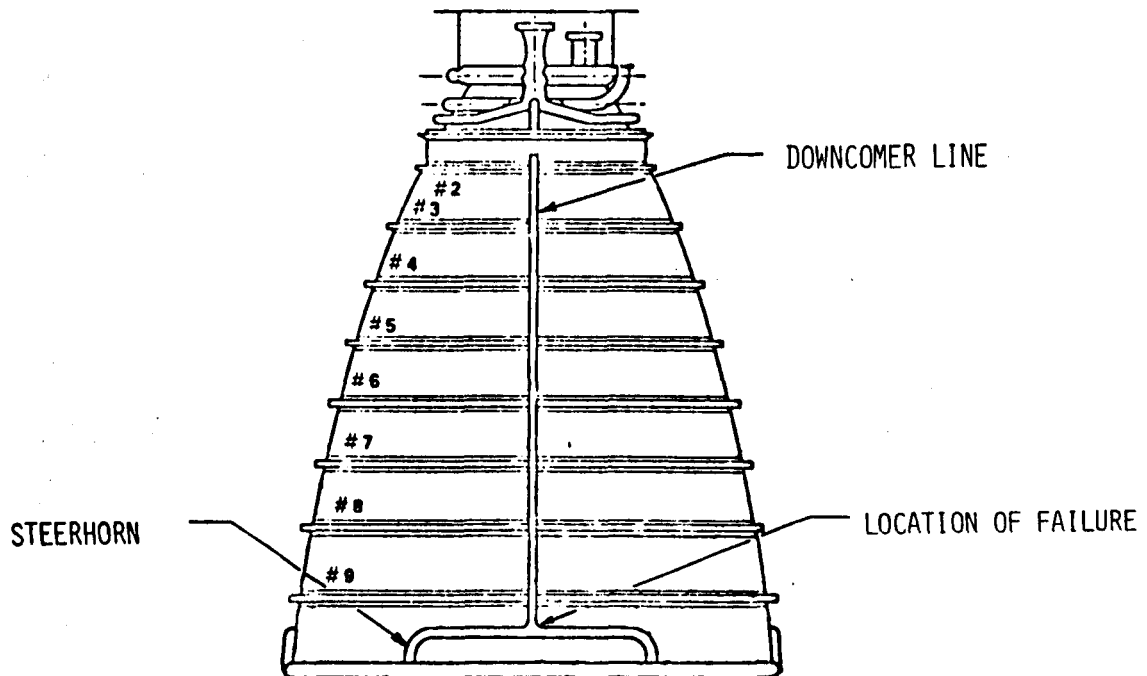 DOWNCOMER LINE
#2
#3
#4
#5
#6
#7
#8
STEERHORN
LOCATION OF FAILURE
#9